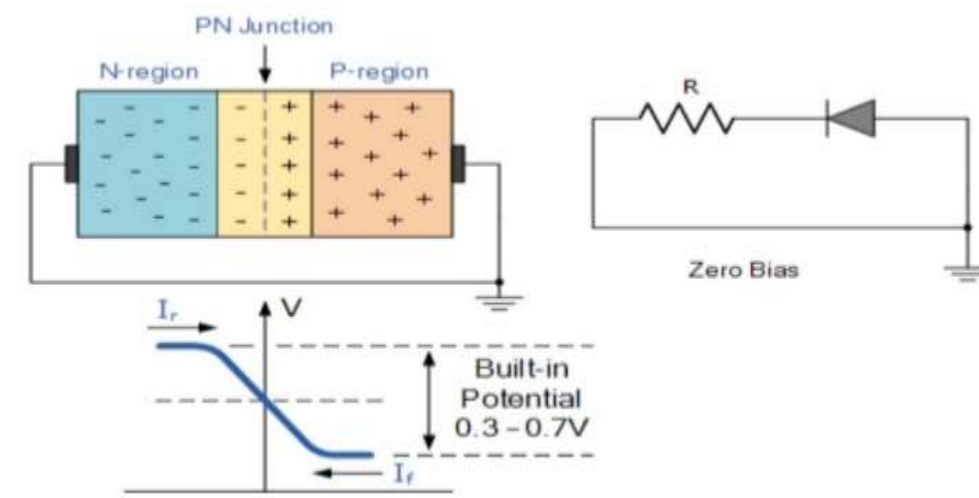 PN Junction
N-region
P-region
R
Zero Bias
V
Ir
Built-in
Potential
0.3 – 0.7V
If